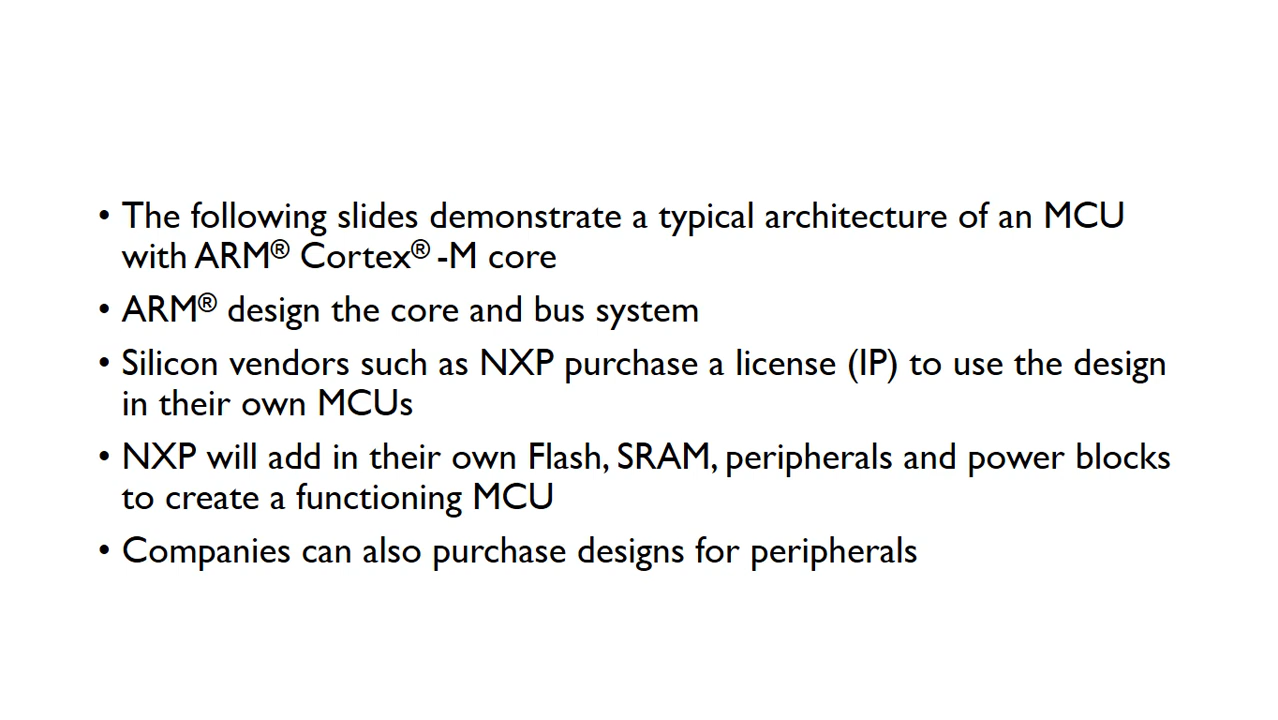 • The following slides demonstrate a typical architecture of an MCU
with ARM® Cortex® -M core
• ARM® design the core and bus system
• Silicon vendors such as NXP purchase a license (IP) to use the design
in their own MCUs
• NXP will add in their own Flash, SRAM, peripherals and power blocks
to create a functioning MCU
• Companies can also purchase designs for peripherals